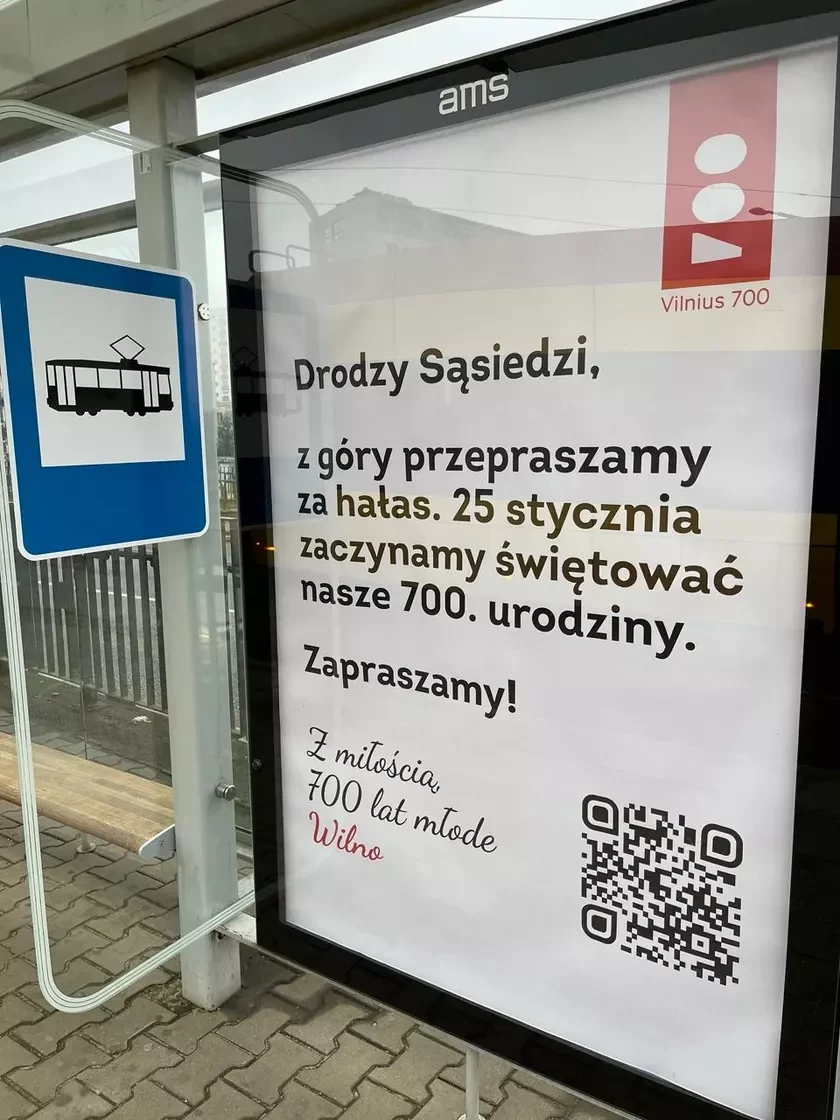 ams
Vilnius 700
Drodzy Sąsiedzi,
z góry przepraszamy
za hałas. 25 stycznia
zaczynamy świętować
nasze 700. urodziny.
Zapraszamy!
Z miłością,
700 lat młode
Wilno